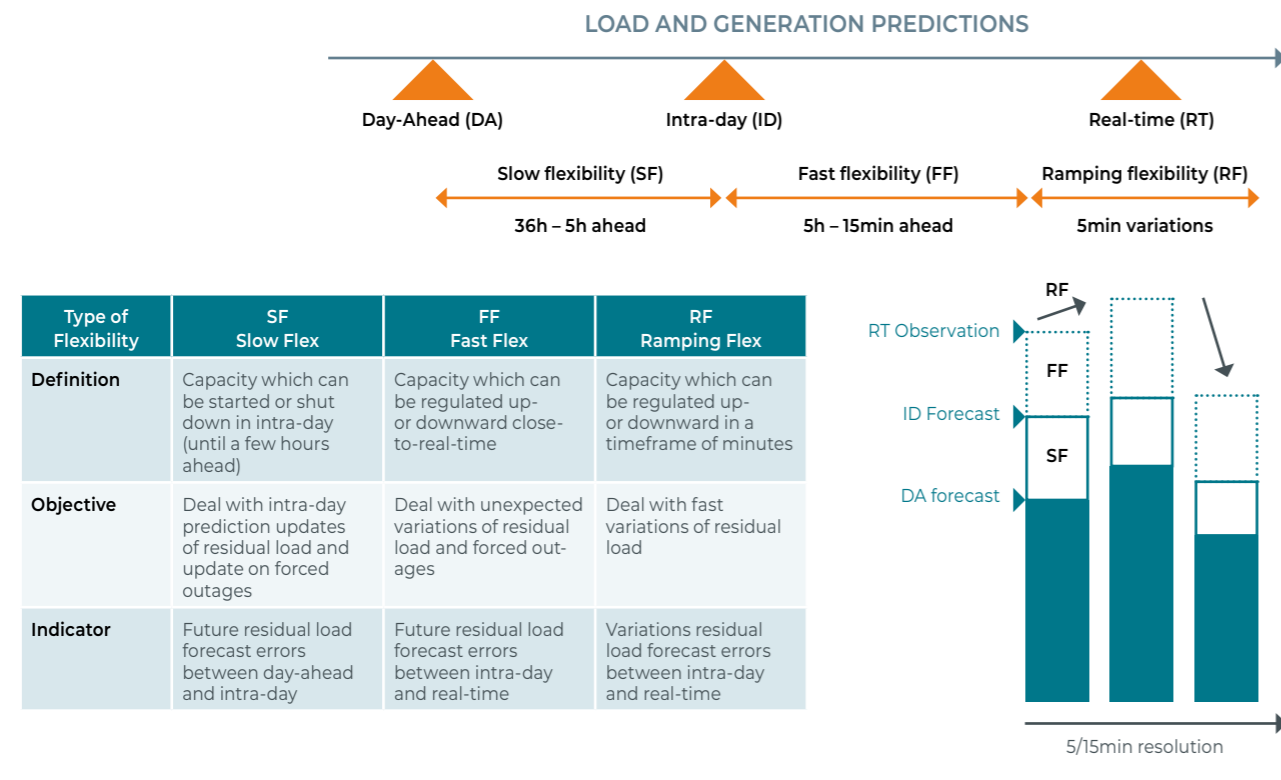 LOAD AND GENERATION PREDICTIONS
Day-Ahead (DA)
Intra-day (ID)
Real-time (RT)
Slow flexibility (SF)
Fast flexibility (FF)
Ramping flexibility (RF)
36h – 5h ahead
5h – 15min ahead
5min variations
Type of
Flexibility
SF
Slow Flex
FF
Fast Flex
RF
Ramping Flex
Definition
Capacity which can
be started or shut
down in intra-day
(until a few hours
ahead)
Capacity which can
be regulated up-
or downward close-
to-real-time
Capacity which can
be regulated up-
or downward in a
timeframe of minutes
Objective
Deal with intra-day
prediction updates
of residual load and
update on forced
outages
Deal with unexpected
variations of residual
load and forced out-
ages
Deal with fast
variations of residual
load
Indicator
Future residual load
forecast errors
between day-ahead
and intra-day
Future residual load
forecast errors
between intra-day
and real-time
Variations residual
load forecast errors
between intra-day
and real-time
RF
RT Observation
FF
ID Forecast
SF
DA forecast
5/15min resolution